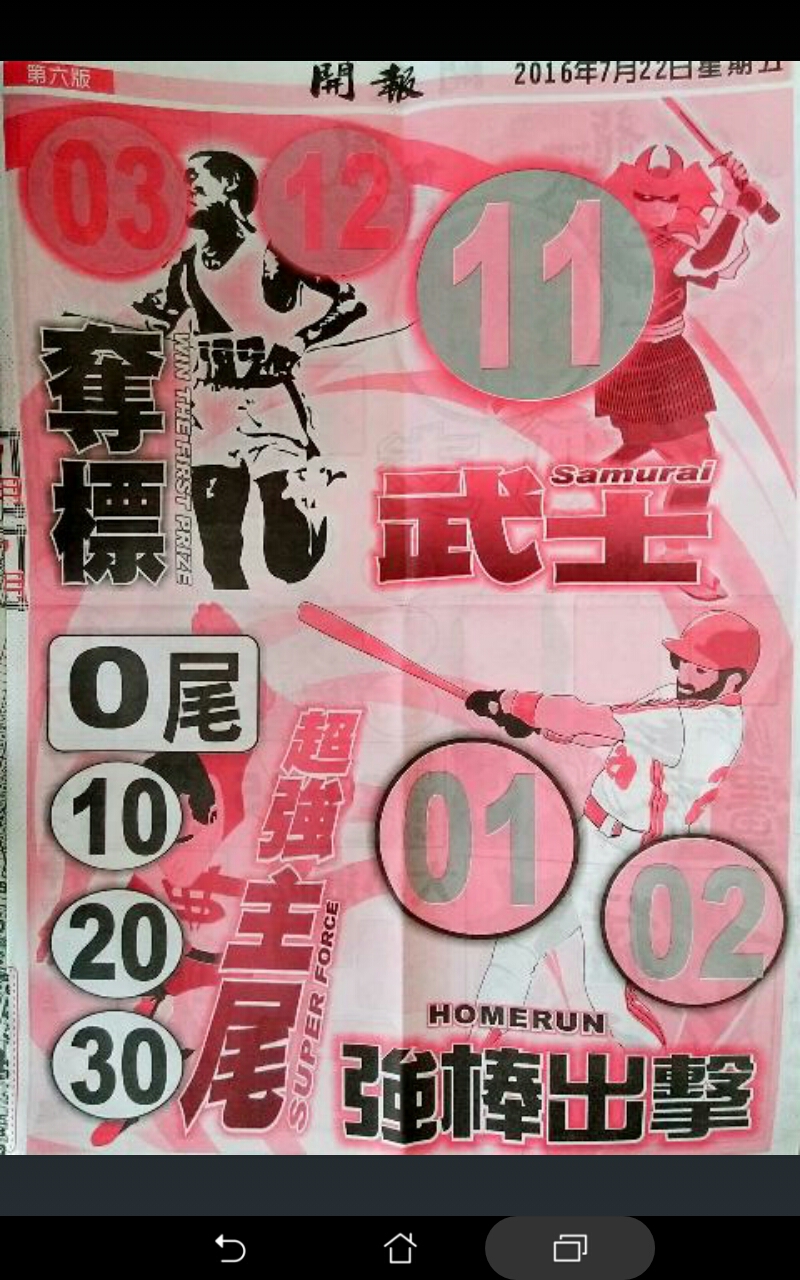 第六版
開報
2016年7月22日星期五
03
12
11
奪標
WIN THE FIRST PRIZE
Samurai
武士
0尾
10
20
30
超強
主尾
SUPER FORCE
01
02
HOMERUN
強棒出擊